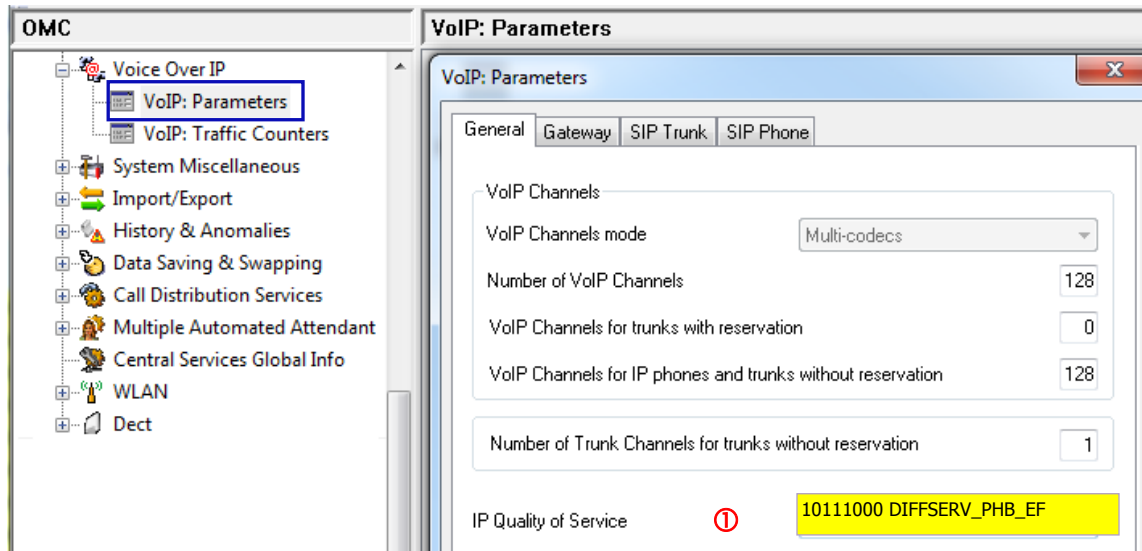 OMC
VoIP: Parameters
Voice Over IP
VoIP: Parameters
VoIP: Traffic Counters
System Miscellaneous
Import/Export
History & Anomalies
Data Saving & Swapping
Call Distribution Services
Multiple Automated Attendant
Central Services Global Info
WLAN
Dect
VoIP: Parameters
General Gateway SIP Trunk SIP Phone
VoIP Channels
VoIP Channels mode Multi-codecs
Number of VoIP Channels 128
VoIP Channels for trunks with reservation 0
VoIP Channels for IP phones and trunks without reservation 128
Number of Trunk Channels for trunks without reservation 1
IP Quality of Service ① 10111000 DIFFSERV_PHB_EF